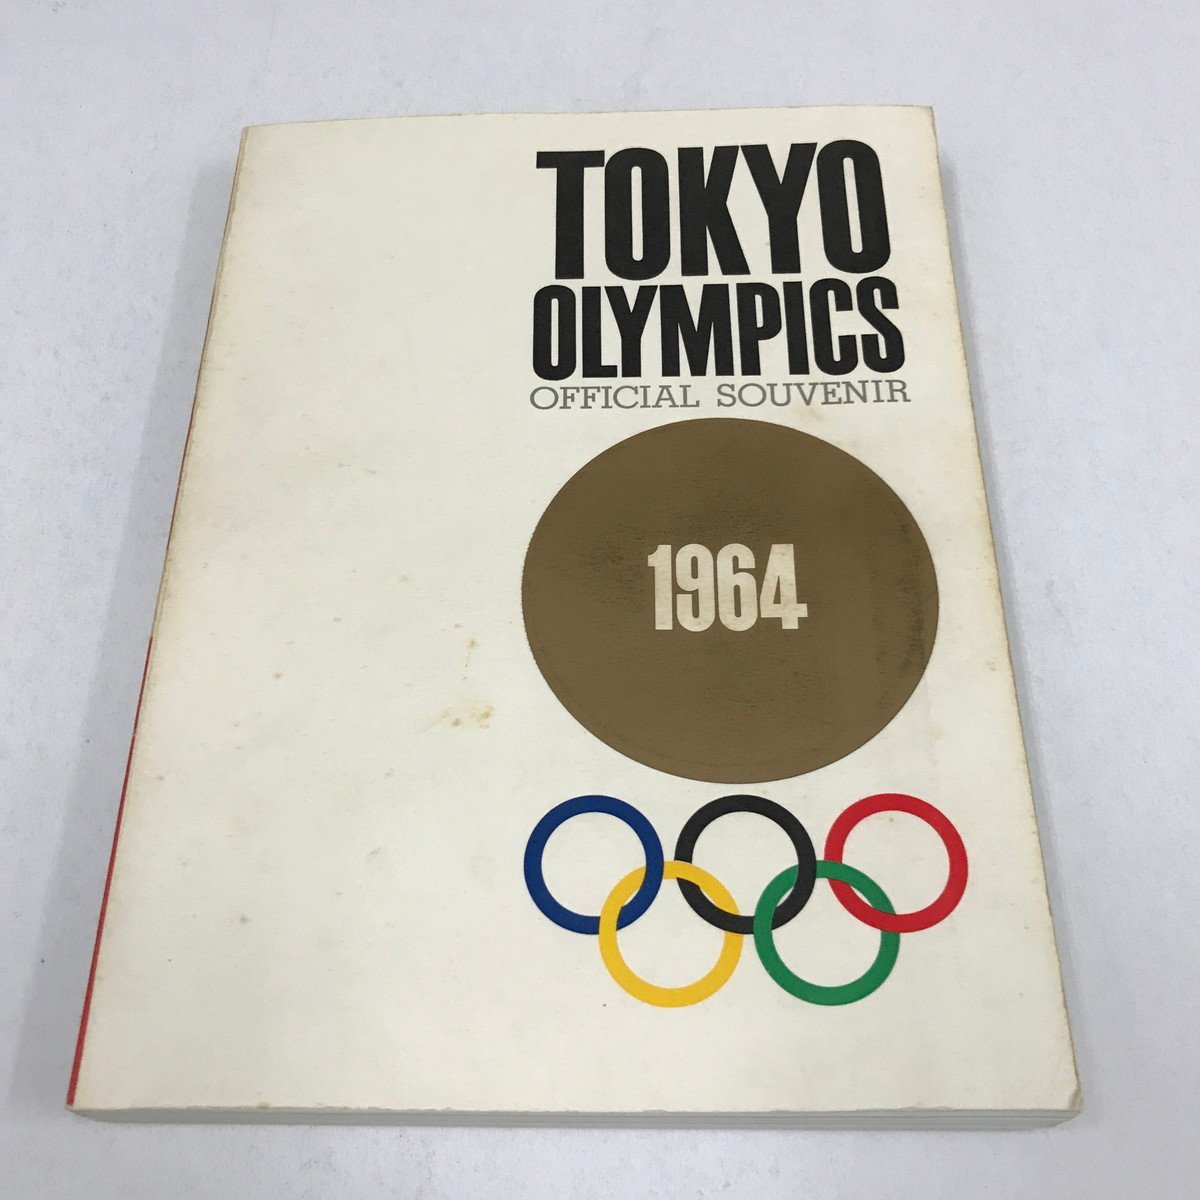 TOKYO
OLYMPICS
OFFICIAL SOUVENIR
1964